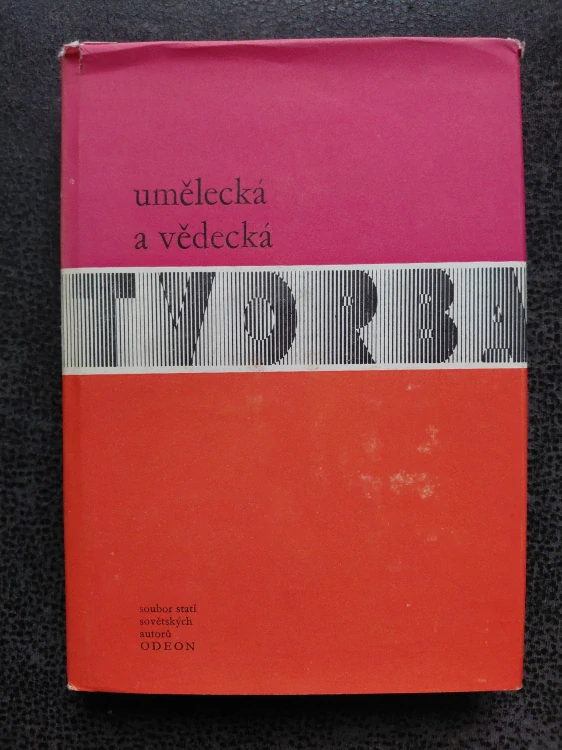 umělecká
a vědecká
TVORBA
soubor statí
sovětských
autorů
ODEON